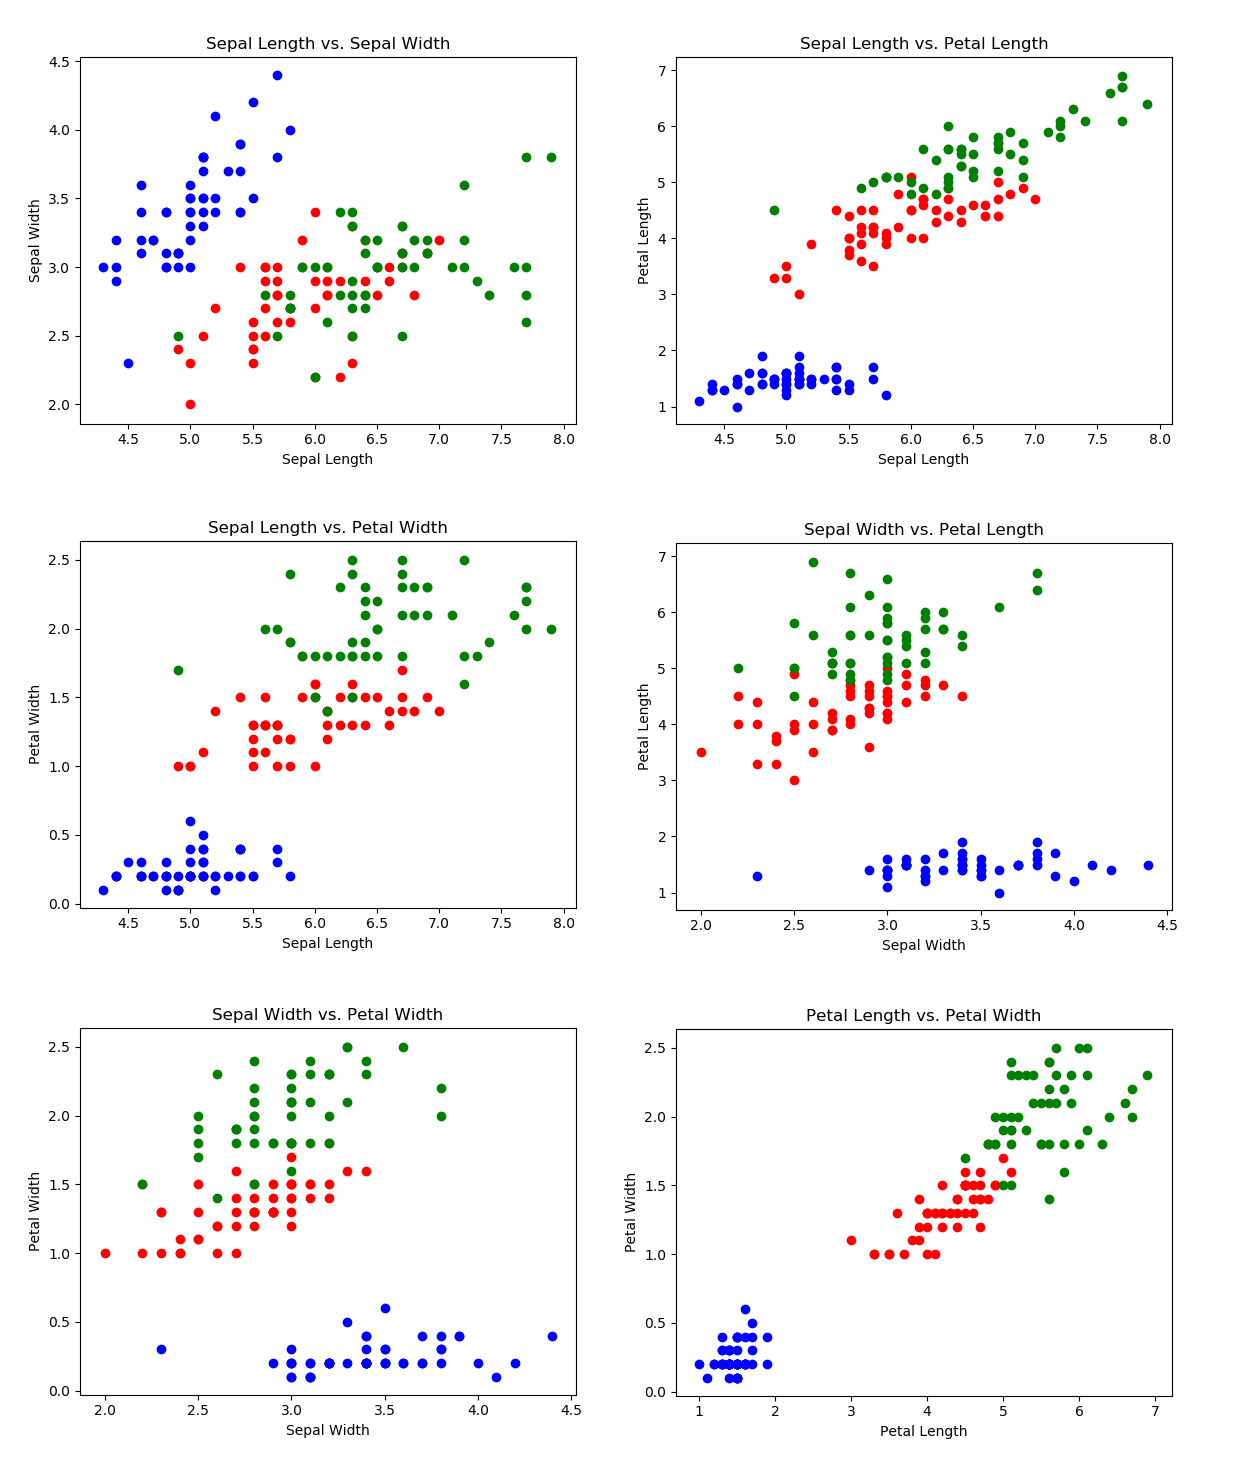 Sepal Length vs. Sepal Width
4.5
4.0
3.5
3.0
2.5
2.0
Sepal Width
4.5 5.0 5.5 6.0 6.5 7.0 7.5 8.0
Sepal Length
Sepal Length vs. Petal Length
7
6
5
4
3
2
1
Petal Length
4.5 5.0 5.5 6.0 6.5 7.0 7.5 8.0
Sepal Length
Sepal Length vs. Petal Width
2.5
2.0
1.5
1.0
0.5
0.0
Petal Width
4.5 5.0 5.5 6.0 6.5 7.0 7.5 8.0
Sepal Length
Sepal Width vs. Petal Length
7
6
5
4
3
2
1
Petal Length
2.0 2.5 3.0 3.5 4.0 4.5
Sepal Width
Sepal Width vs. Petal Width
2.5
2.0
1.5
1.0
0.5
0.0
Petal Width
2.0 2.5 3.0 3.5 4.0 4.5
Sepal Width
Petal Length vs. Petal Width
2.5
2.0
1.5
1.0
0.5
0.0
Petal Width
1 2 3 4 5 6 7
Petal Length